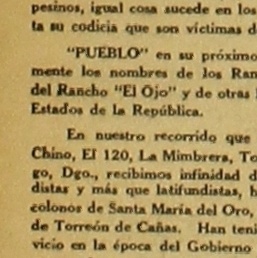 pesinos, igual cosa sucede en los
ta su codicia que son víctimas d
"PUEBLO" en su próximo
mente los nombres de los Ran
del Rancho "El Ojo" y de otras
Estados de la República.
En nuestro recorrido que
Chino, El 120, La Mimbrera, To
go, Dgo., recibimos infinidad d
distas y más que latifundistas, h
colonos de Santa María del Oro,
de Torreón de Cañas. Han teni
vicio en la época del Gobierno